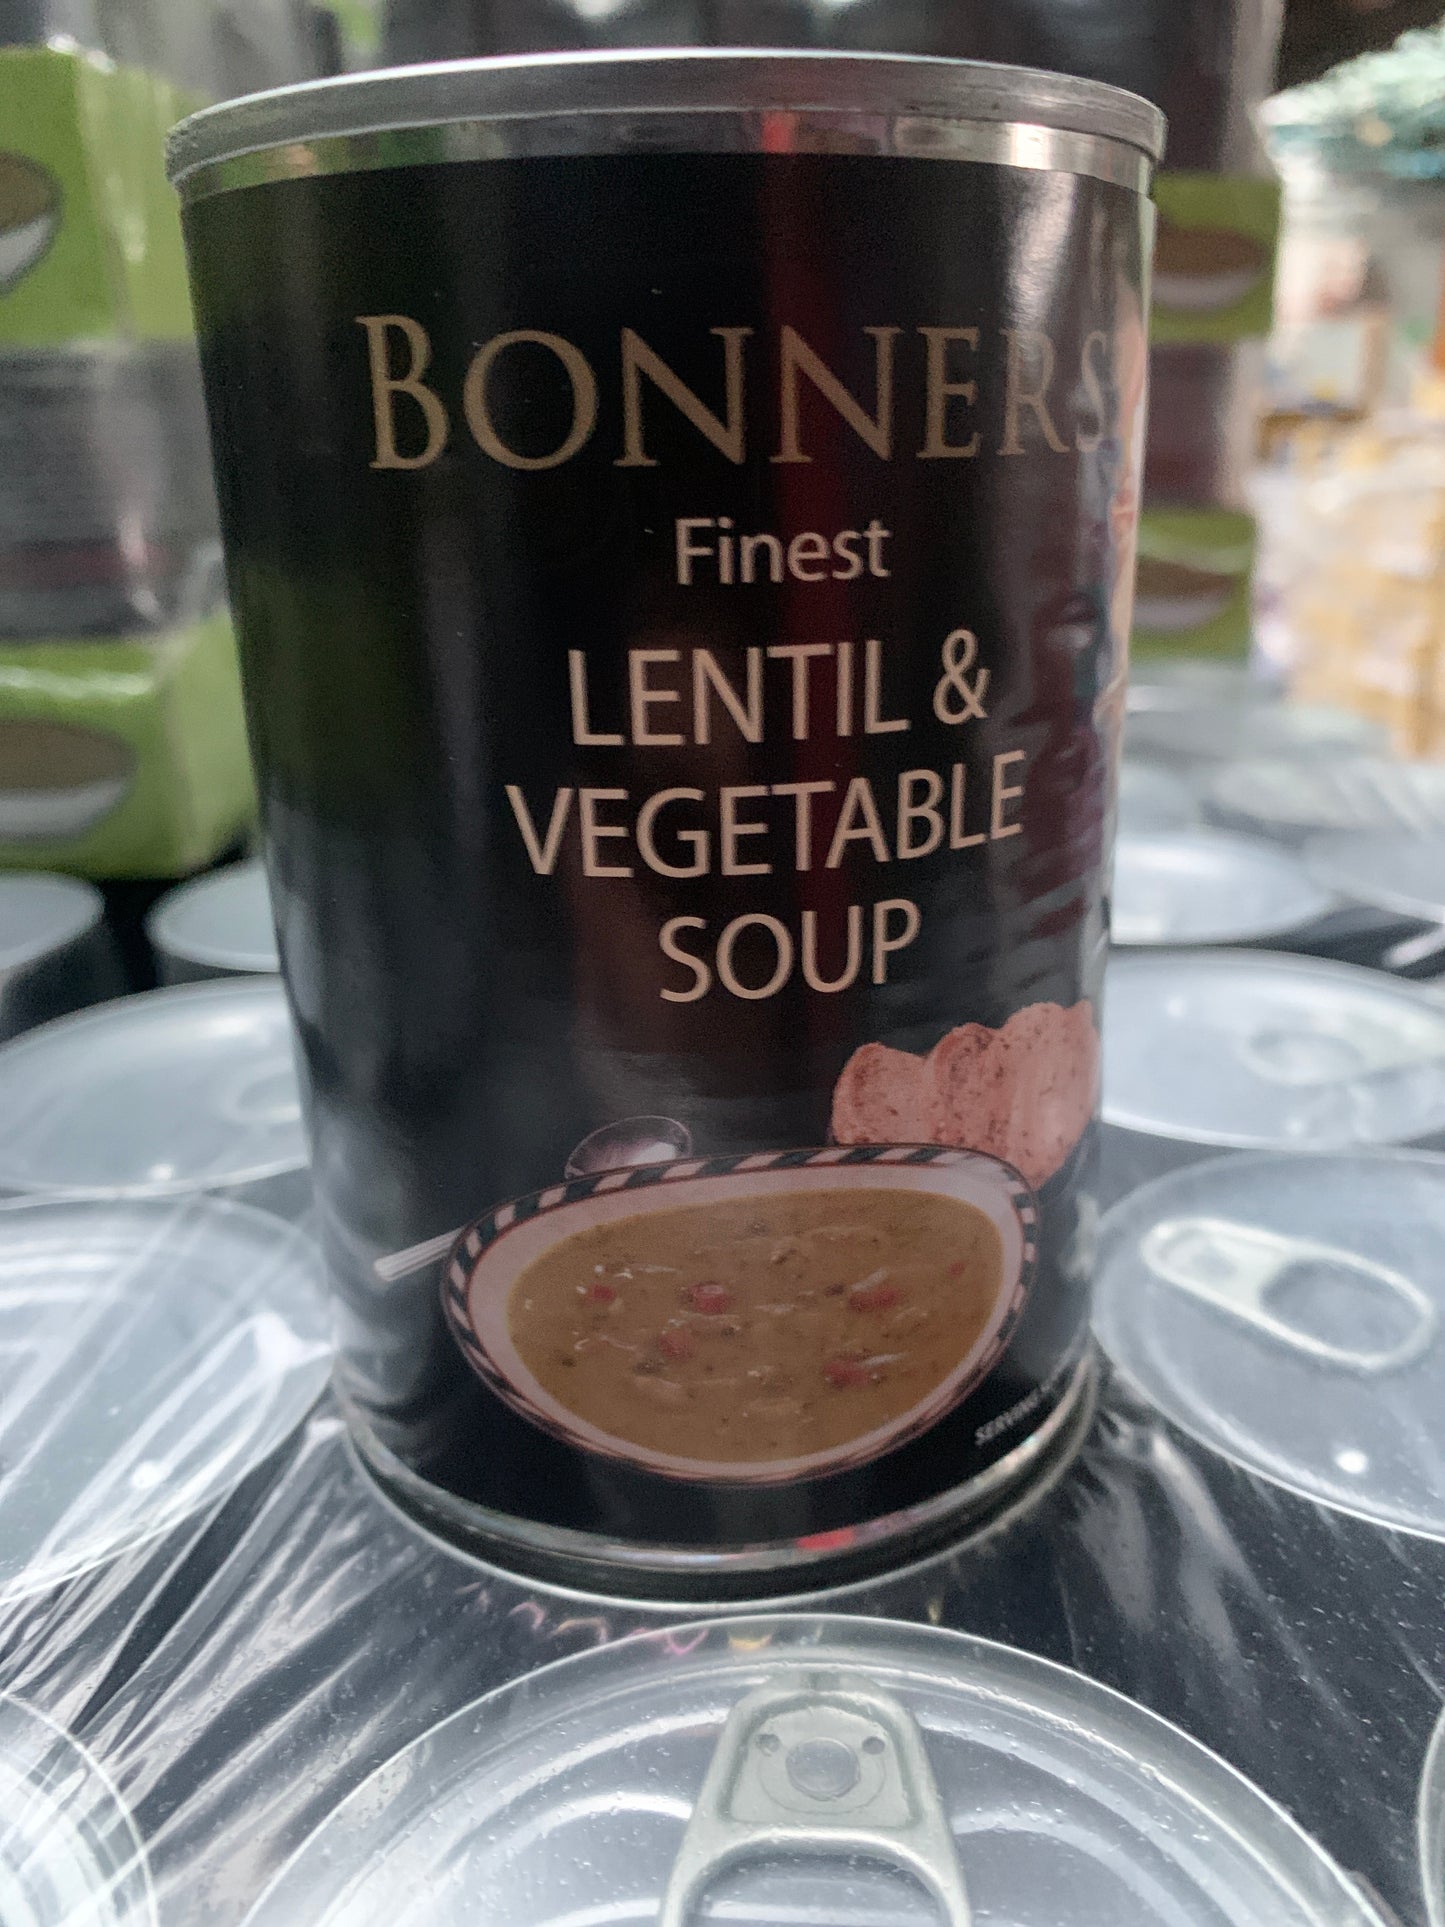 BONNERS
Finest
LENTIL &
VEGETABLE
SOUP